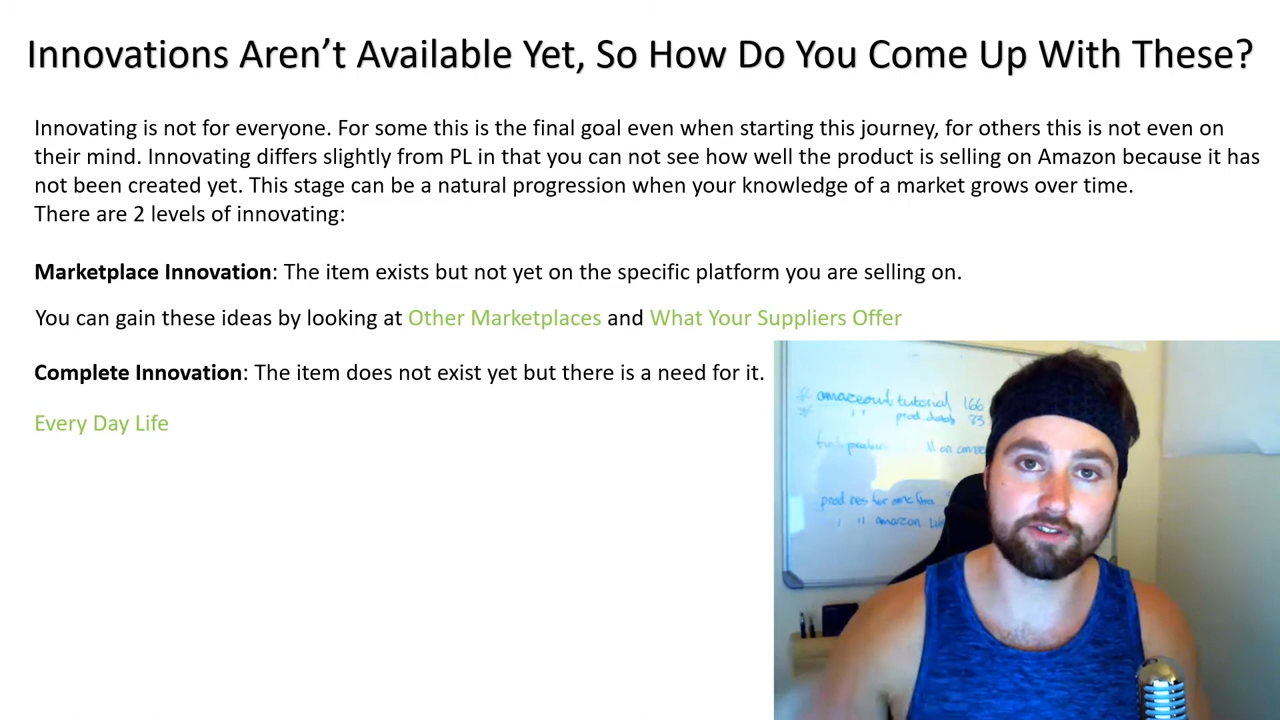 Innovations Aren’t Available Yet, So How Do You Come Up With These?
Innovating is not for everyone. For some this is the final goal even when starting this journey, for others this is not even on
their mind. Innovating differs slightly from PL in that you can not see how well the product is selling on Amazon because it has
not been created yet. This stage can be a natural progression when your knowledge of a market grows over time.
There are 2 levels of innovating:
Marketplace Innovation: The item exists but not yet on the specific platform you are selling on.
You can gain these ideas by looking at Other Marketplaces and What Your Suppliers Offer
Complete Innovation: The item does not exist yet but there is a need for it.
Every Day Life
tutorial 166
83
amazon